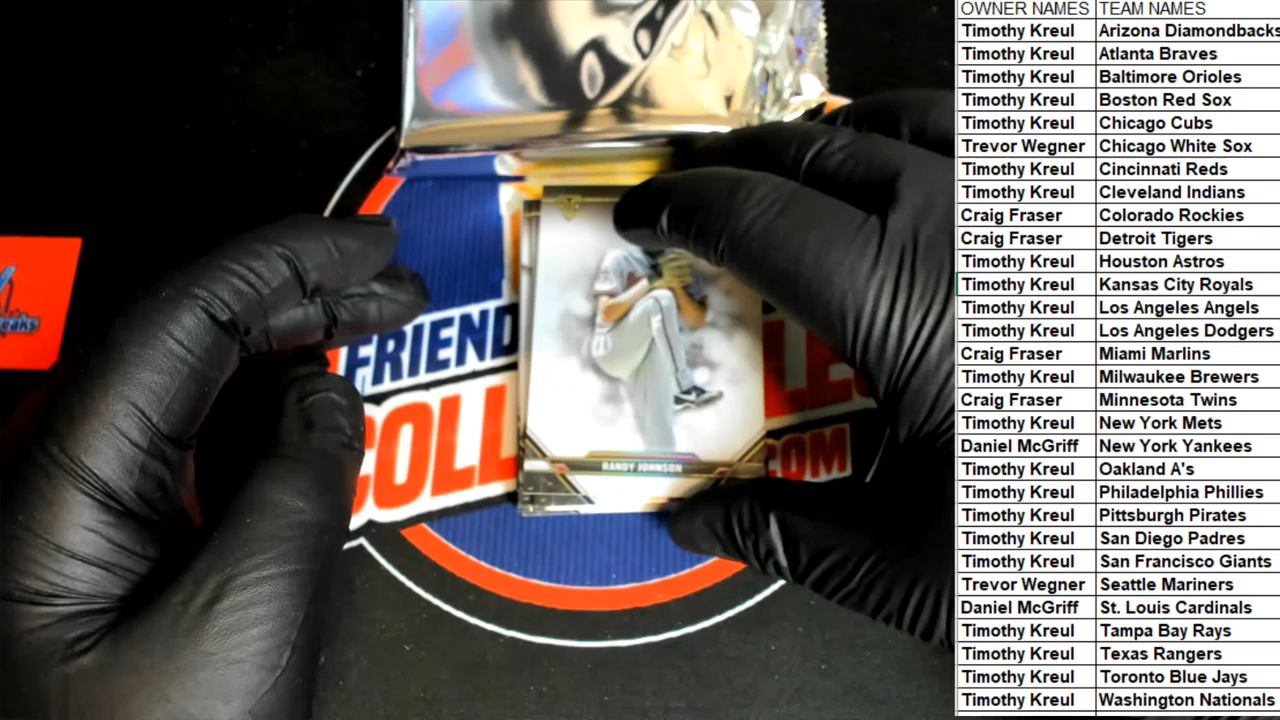 OWNER NAMES TEAM NAMES
Timothy Kreul Arizona Diamondbacks
Timothy Kreul Atlanta Braves
Timothy Kreul Baltimore Orioles
Timothy Kreul Boston Red Sox
Timothy Kreul Chicago Cubs
Trevor Wegner Chicago White Sox
Timothy Kreul Cincinnati Reds
Timothy Kreul Cleveland Indians
Craig Fraser Colorado Rockies
Craig Fraser Detroit Tigers
Timothy Kreul Houston Astros
Timothy Kreul Kansas City Royals
Timothy Kreul Los Angeles Angels
Timothy Kreul Los Angeles Dodgers
Craig Fraser Miami Marlins
Timothy Kreul Milwaukee Brewers
Craig Fraser Minnesota Twins
Timothy Kreul New York Mets
Daniel McGriff New York Yankees
Timothy Kreul Oakland A's
Timothy Kreul Philadelphia Phillies
Timothy Kreul Pittsburgh Pirates
Timothy Kreul San Diego Padres
Timothy Kreul San Francisco Giants
Trevor Wegner Seattle Mariners
Daniel McGriff St. Louis Cardinals
Timothy Kreul Tampa Bay Rays
Timothy Kreul Texas Rangers
Timothy Kreul Toronto Blue Jays
Timothy Kreul Washington Nationals
FRIEND
COLL
COM
RANDY JOHNSON